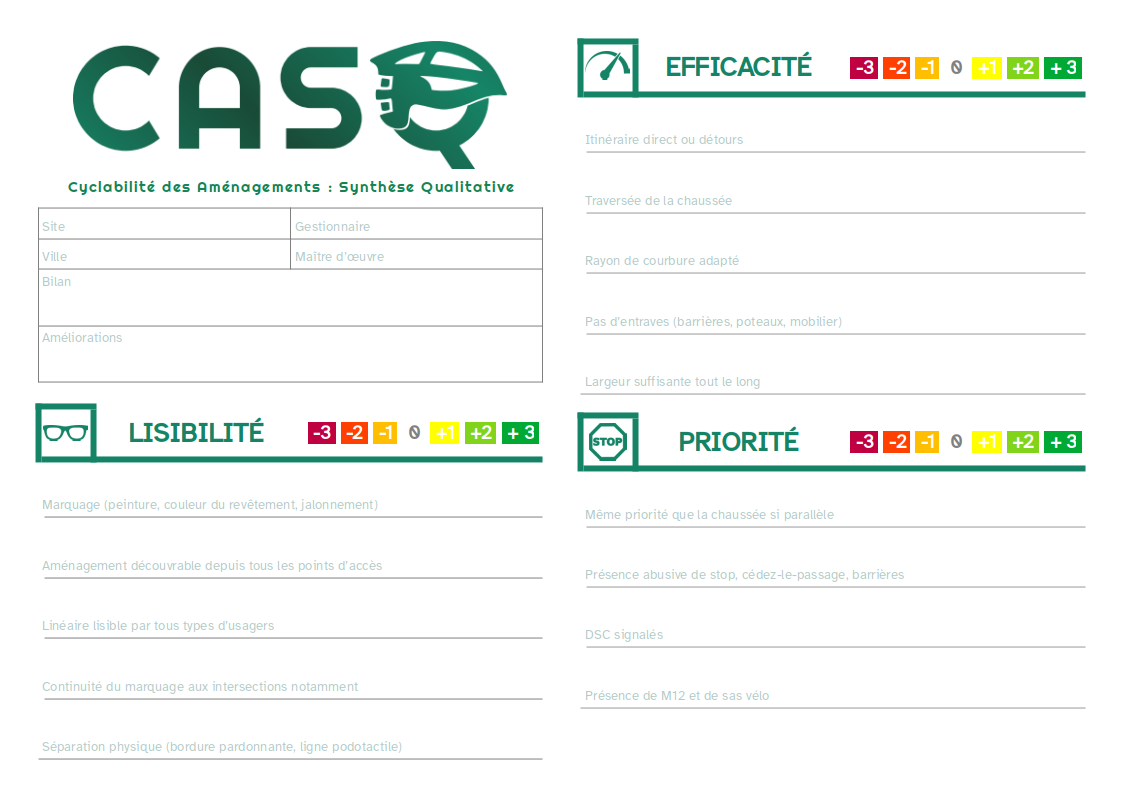 CASQ
Cyclabilité des Aménagements : Synthèse Qualitative
Site
Gestionnaire
Ville
Maître d'œuvre
Bilan
Améliorations
LISIBILITÉ -3 -2 -1 0 +1 +2 + 3
Marquage (peinture, couleur du revêtement, jalonnement)
Aménagement découvrable depuis tous les points d'accès
Linéaire lisible par tous types d'usagers
Continuité du marquage aux intersections notamment
Séparation physique (bordure pardonnante, ligne podotactile)
EFFICACITÉ -3 -2 -1 0 +1 +2 + 3
Itinéraire direct ou détours
Traversée de la chaussée
Rayon de courbure adapté
Pas d'entraves (barrières, poteaux, mobilier)
Largeur suffisante tout le long
STOP PRIORITÉ -3 -2 -1 0 +1 +2 + 3
Même priorité que la chaussée si parallèle
Présence abusive de stop, cédez-le-passage, barrières
DSC signalés
Présence de M12 et de sas vélo